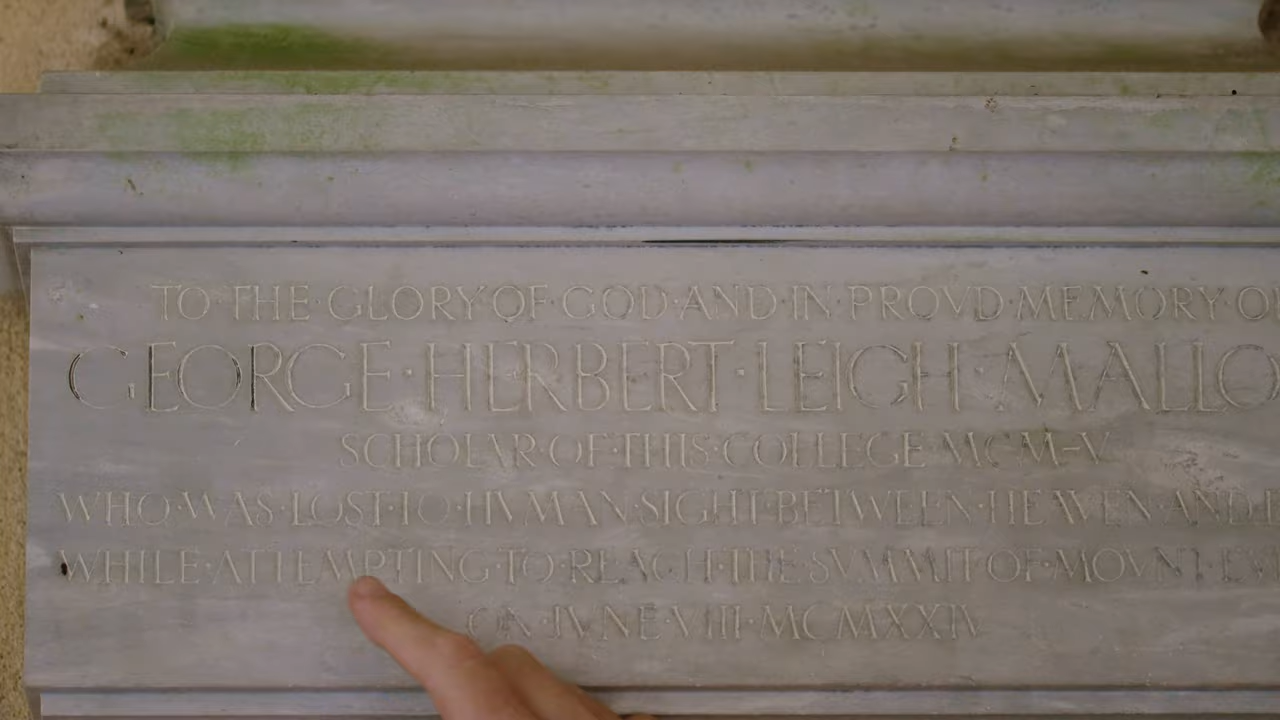 TO·THE·GLORY·OF·GOD·AND·IN·PROVD·MEMORY·O
GEORGE·HERBERT·LEIGH·MALLO
SCHOLAR·OF·THIS·COLLEGE·MCM-V
WHO·WAS·LOST·TO·HVMAN·SIGHT·BETWEEN·HEAVEN·AND·E
WHILE·ATTEMPTING·TO·REACH·THE·SVMMIT·OF·MOVNT·EV
ON·IVNE·VIII·MCMXXIV